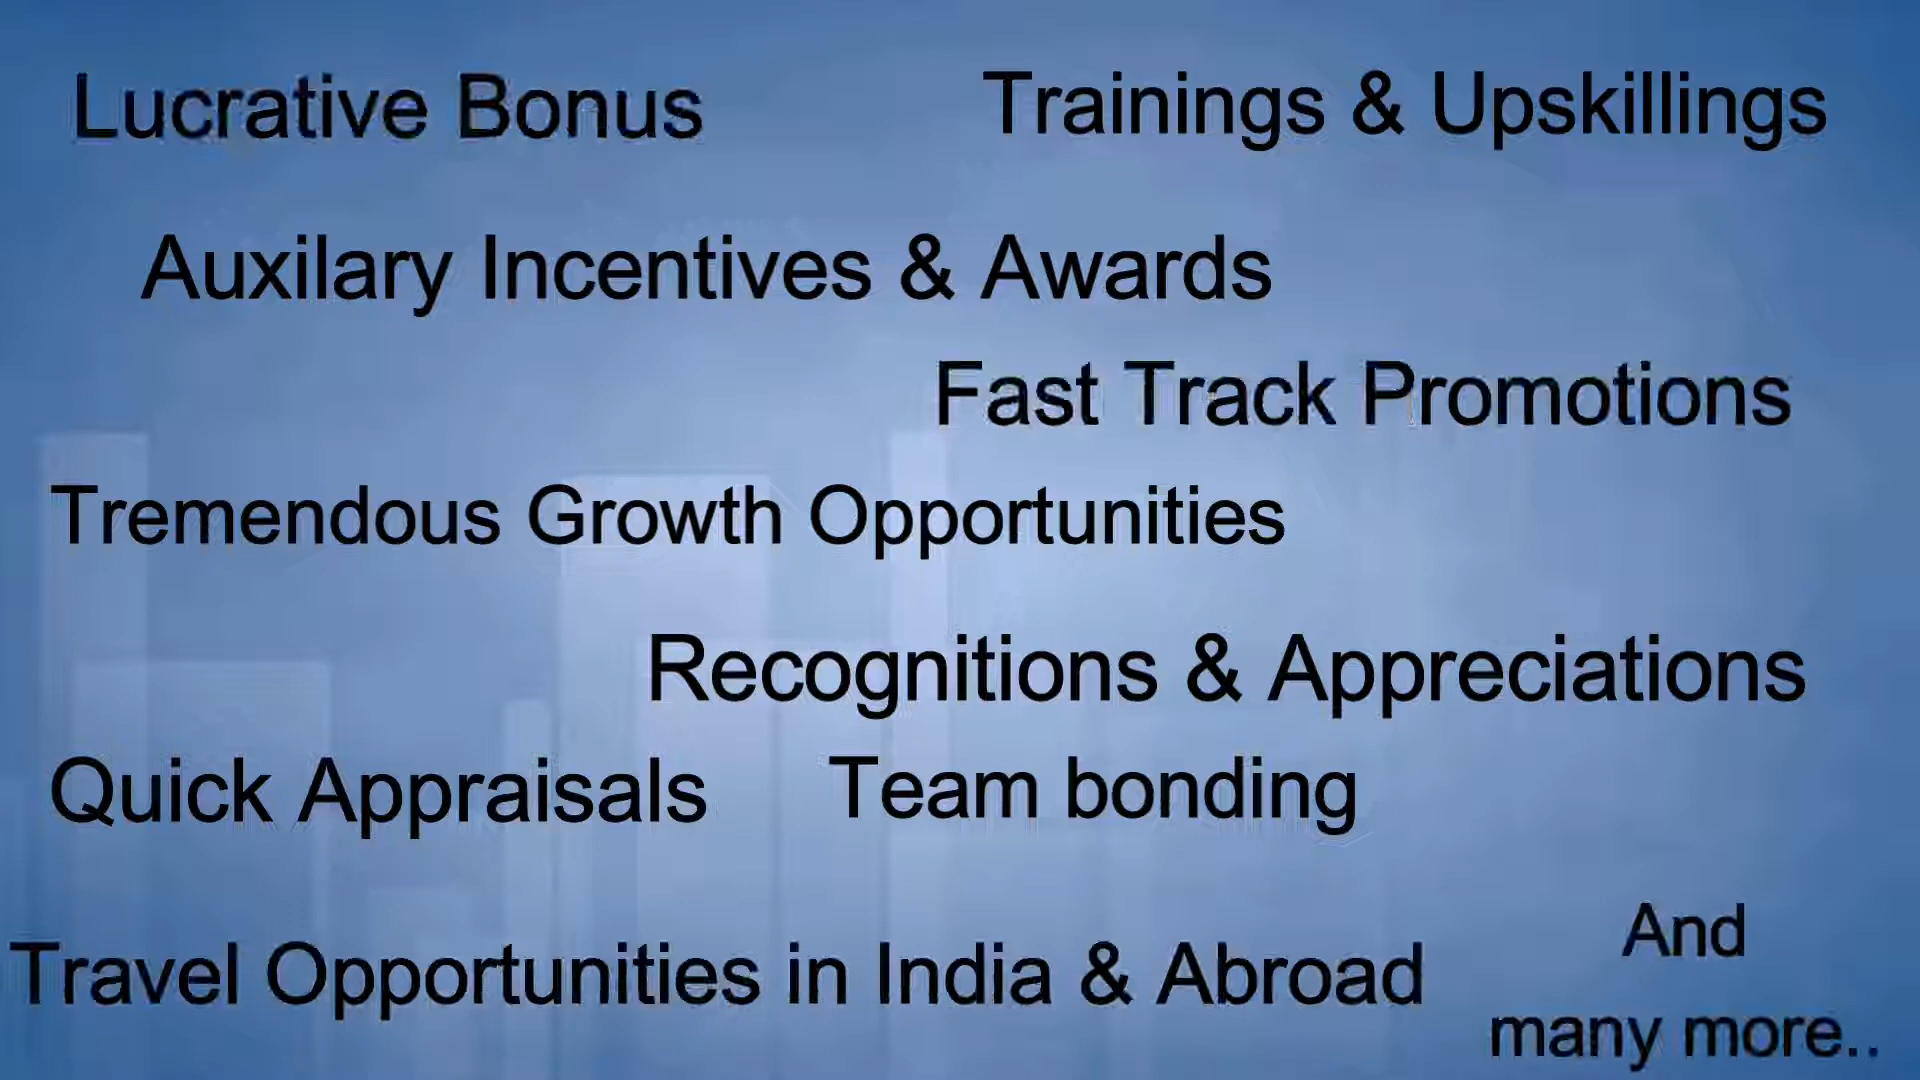 Lucrative Bonus
Trainings & Upskillings
Auxilary Incentives & Awards
Fast Track Promotions
Tremendous Growth Opportunities
Recognitions & Appreciations
Quick Appraisals
Team bonding
Travel Opportunities in India & Abroad
And
many more..